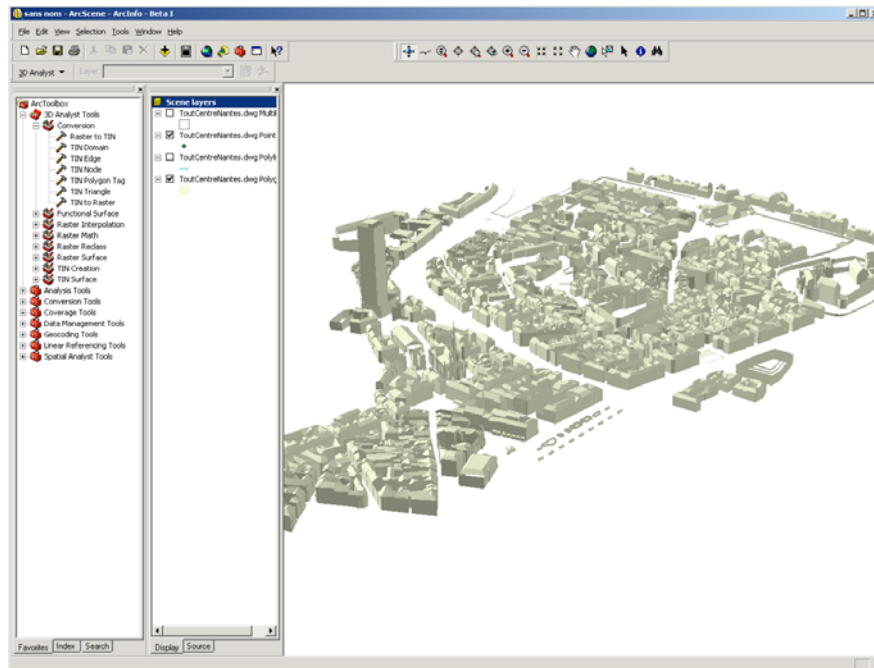 sans nom - ArcScene - ArcInfo - Beta I
File Edit View Selection Tools Window Help
3D Analyst
Layer:
ArcToolbox
3D Analyst Tools
Conversion
Raster to TIN
TIN Domain
TIN Edge
TIN Node
TIN Polygon Tag
TIN Triangle
TIN to Raster
Functional Surface
Raster Interpolation
Raster Math
Raster Reclass
Raster Surface
TIN Creation
TIN Surface
Analysis Tools
Conversion Tools
Coverage Tools
Data Management Tools
Geocoding Tools
Linear Referencing Tools
Spatial Analyst Tools
Favorites Index Search
Scene layers
ToutCentreNantes.dwg MultiP
ToutCentreNantes.dwg Point
ToutCentreNantes.dwg Polyli
ToutCentreNantes.dwg Polyg
Display Source